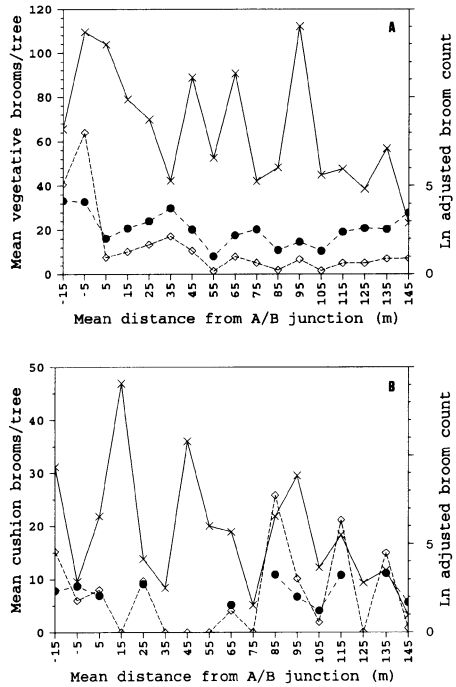 A
120
100
80
60
40
20
0
5
0
Mean vegetative brooms/tree
Ln adjusted broom count
-15 -5 5 15 25 35 45 55 65 75 85 95 105 115 125 135 145
Mean distance from A/B junction (m)
B
50
40
30
20
10
0
5
0
Mean cushion brooms/tree
Ln adjusted broom count
-15 -5 5 15 25 35 45 55 65 75 85 95 105 115 125 135 145
Mean distance from A/B junction (m)